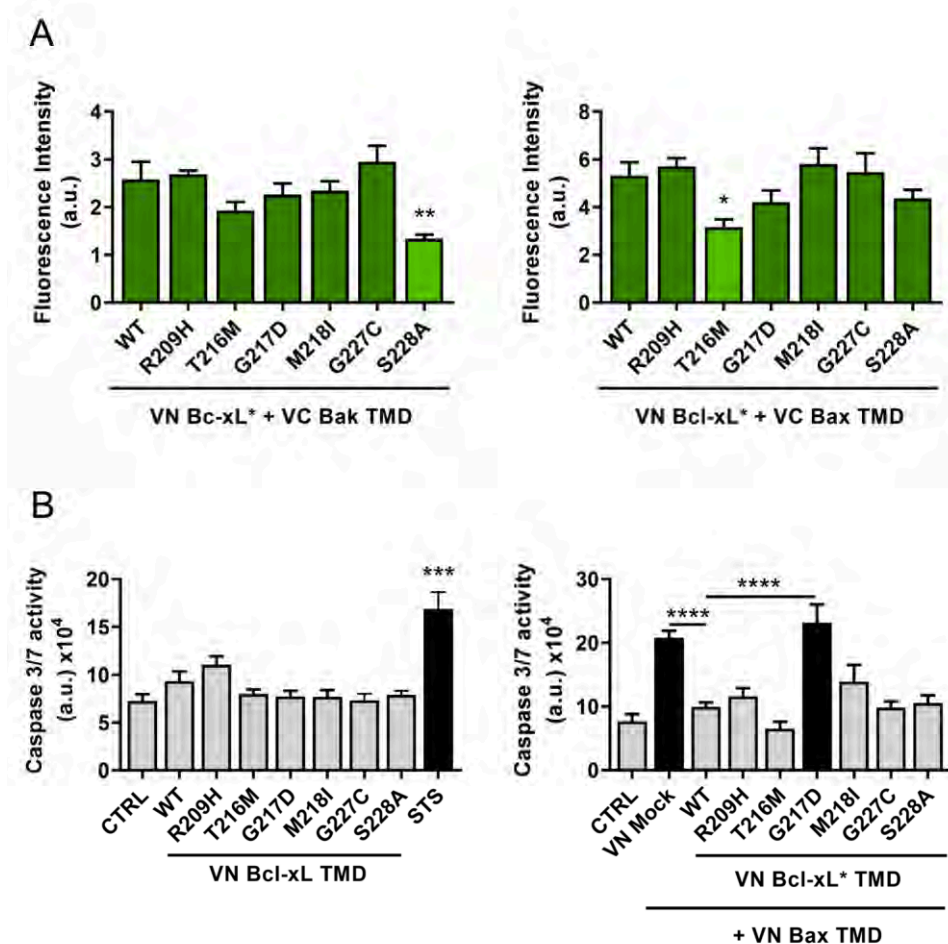 A
Fluorescence Intensity
(a.u.)
4
3
2
1
0
**
WT
R209H
T216M
G217D
M218I
G227C
S228A
VN Bc-xL* + VC Bak TMD
Fluorescence Intensity
(a.u.)
8
6
4
2
0
*
WT
R209H
T216M
G217D
M218I
G227C
S228A
VN Bcl-xL* + VC Bax TMD
B
Caspase 3/7 activity
(a.u.) x10⁴
20
15
10
5
0
***
CTRL
WT
R209H
T216M
G217D
M218I
G227C
S228A
STS
VN Bcl-xL TMD
Caspase 3/7 activity
(a.u.) x10⁴
30
20
10
0
****
****
CTRL
VN Mock
WT
R209H
T216M
G217D
M218I
G227C
S228A
VN Bcl-xL* TMD
+ VN Bax TMD